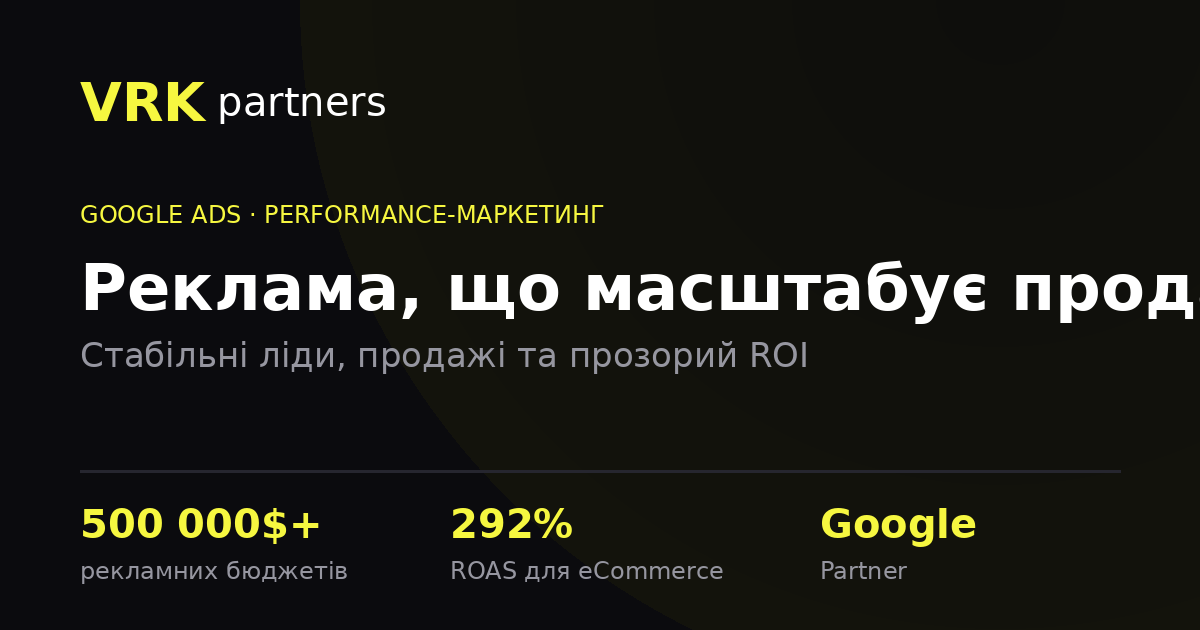 VRK partners
GOOGLE ADS · PERFORMANCE-МАРКЕТИНГ
Реклама, що масштабує прод
Стабільні ліди, продажі та прозорий ROI
500 000$+
292%
Google
рекламних бюджетів
ROAS для eCommerce
Partner